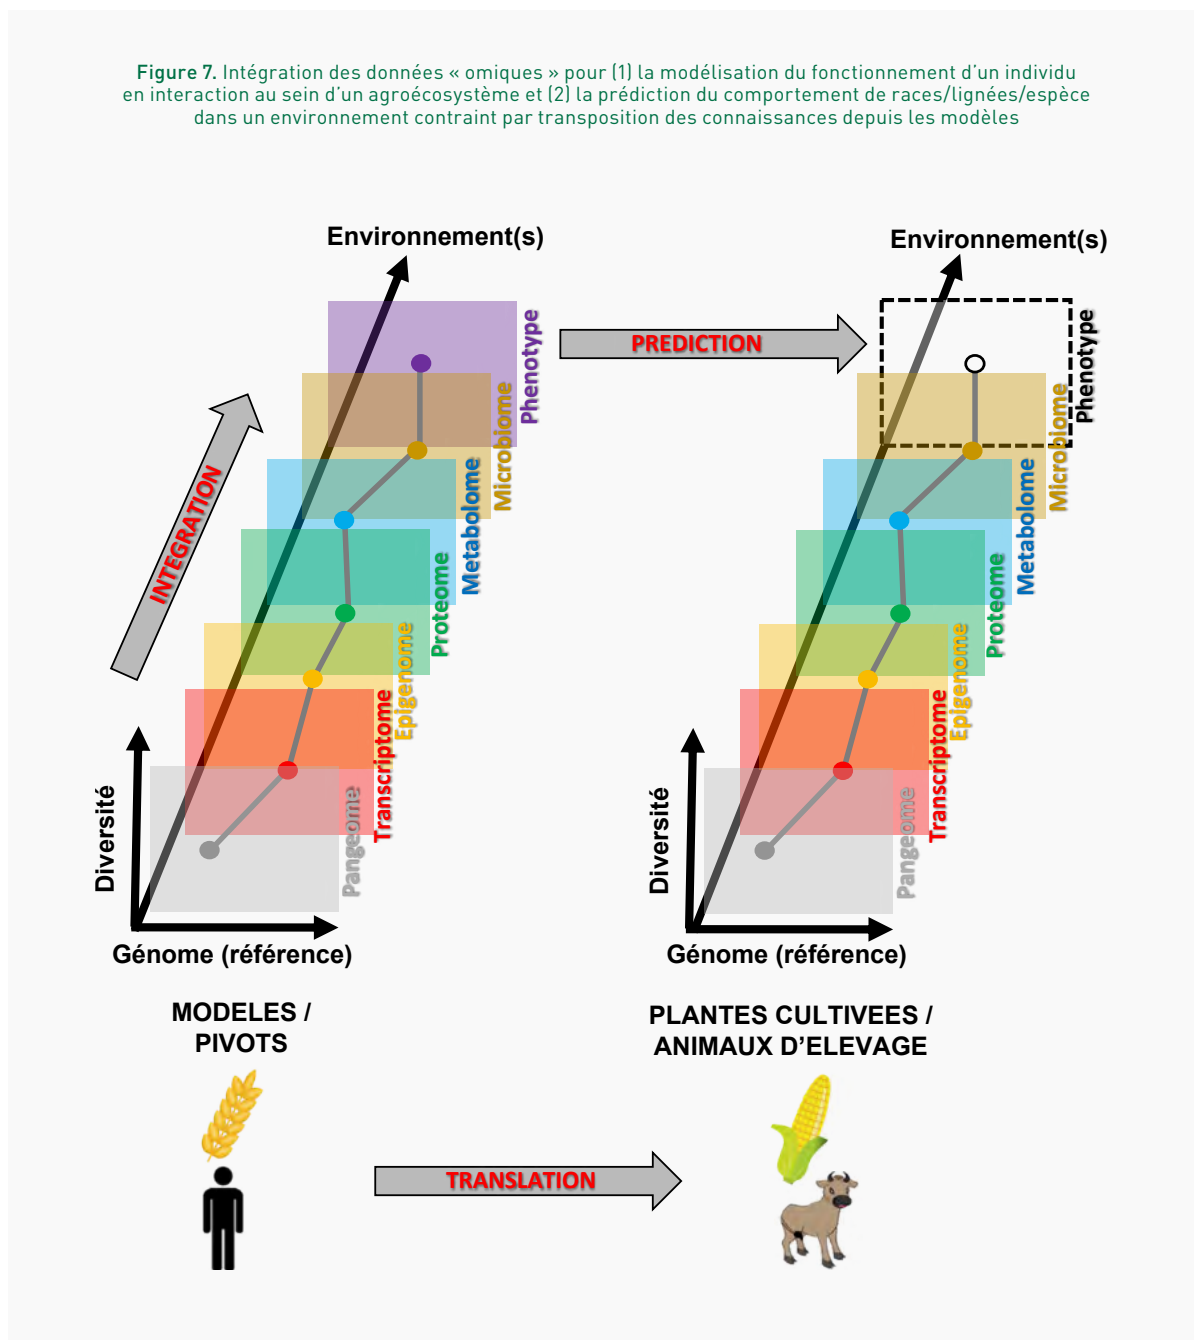 Figure 7. Intégration des données « omiques » pour (1) la modélisation du fonctionnement d’un individu
en interaction au sein d’un agroécosystème et (2) la prédiction du comportement de races/lignées/espèce
dans un environnement contraint par transposition des connaissances depuis les modèles
Environnement(s)
Phenotype
Microbiome
Metabolome
Proteome
Epigenome
Transcriptome
Pangeome
INTEGRATION
Diversité
Génome (référence)
MODELES /
PIVOTS
PREDICTION
Environnement(s)
Phenotype
Microbiome
Metabolome
Proteome
Epigenome
Transcriptome
Pangeome
Diversité
Génome (référence)
PLANTES CULTIVEES /
ANIMAUX D’ELEVAGE
TRANSLATION